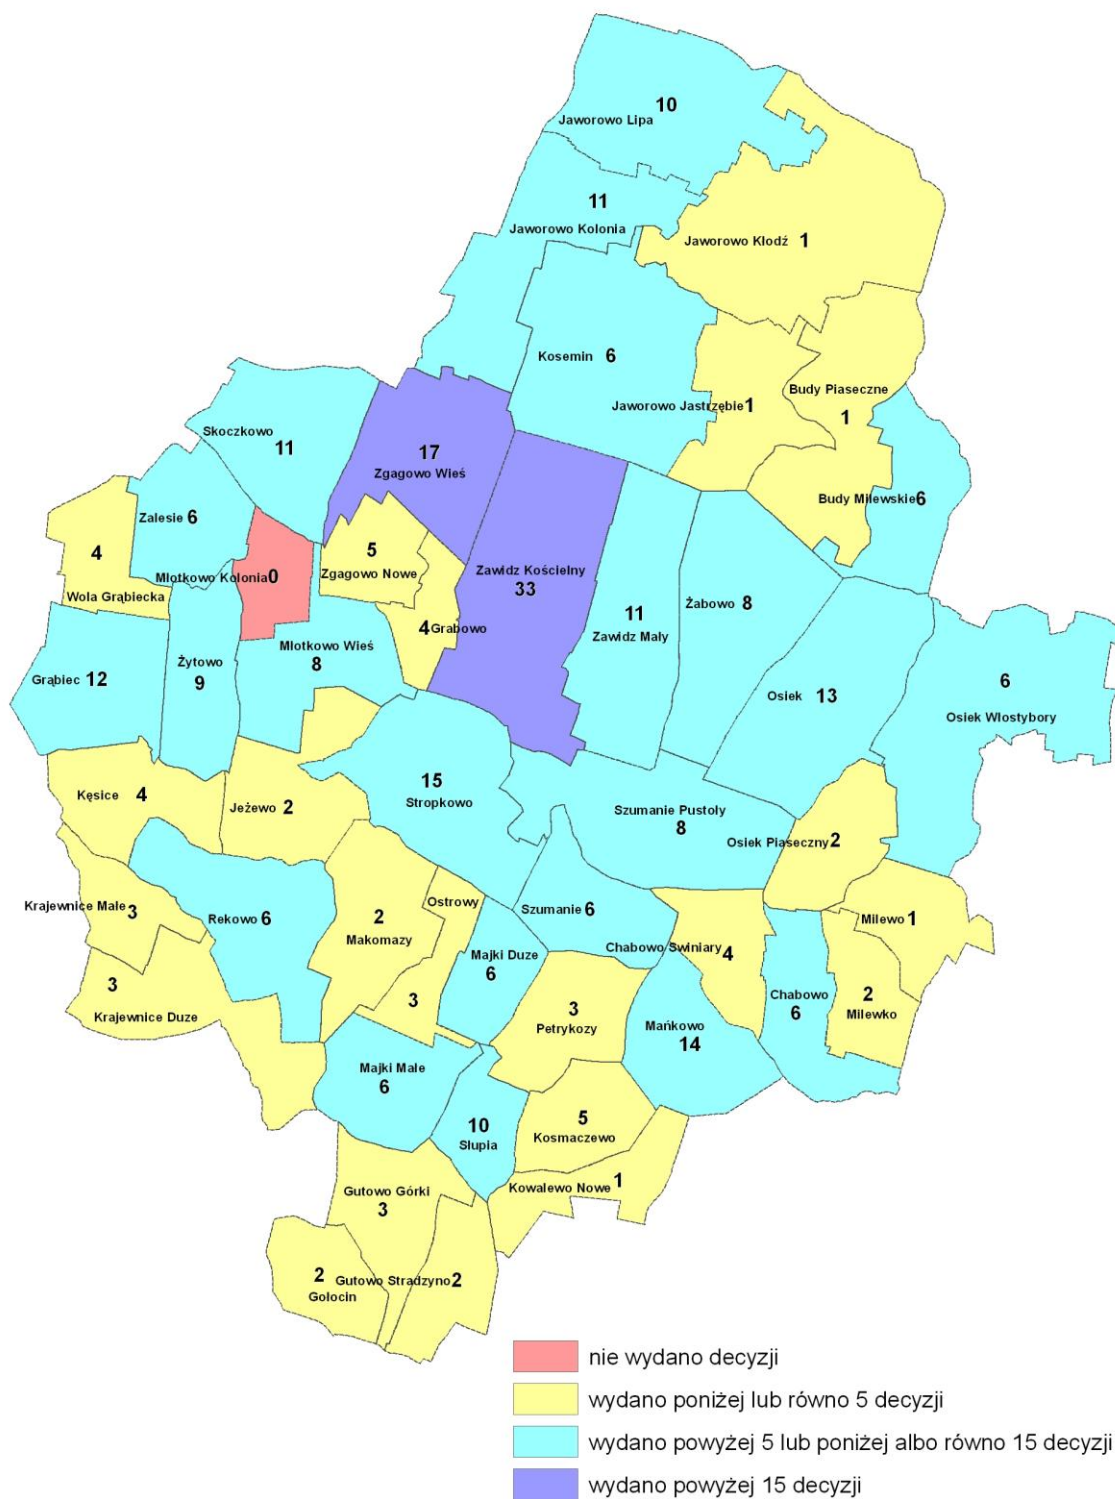 10
Jaworowo Lipa
11
Jaworowo Kolonia
Jaworowo Kłodź 1
Kosemin 6
Jaworowo Jastrzębie 1
Budy Piaseczne
1
Skoczkowo
11
17
Zgagowo Wieś
Budy Milewskie 6
Zalesie 6
4
Wola Grąbiecka
Młotkowo Kolonia 0
5
Zgagowo Nowe
Zawidz Kościelny
33
4 Grabowo
11
Zawidz Mały
Żabowo 8
Młotkowo Wieś
8
Grąbiec 12
Żytowo
9
Osiek 13
6
Osiek Włostybory
15
Stropkowo
Kęsice 4
Jeżewo 2
Szumanie Pustoły
8
Osiek Piaseczny 2
Krajewnice Małe 3
Rekowo 6
2
Makomazy
Ostrowy
3
Szumanie 6
Majki Duże
6
Chabowo Świniary
4
Milewo 1
3
Krajewnice Duże
3
Petrykozy
Mańkowo
14
Chabowo
6
2
Milewko
Majki Małe
6
10
Słupia
5
Kosmaczewo
Kowalewo Nowe 1
Gutowo Górki
3
2
Gołocin
Gutowo Stradzyno 2
nie wydano decyzji
wydano poniżej lub równo 5 decyzji
wydano powyżej 5 lub poniżej albo równo 15 decyzji
wydano powyżej 15 decyzji